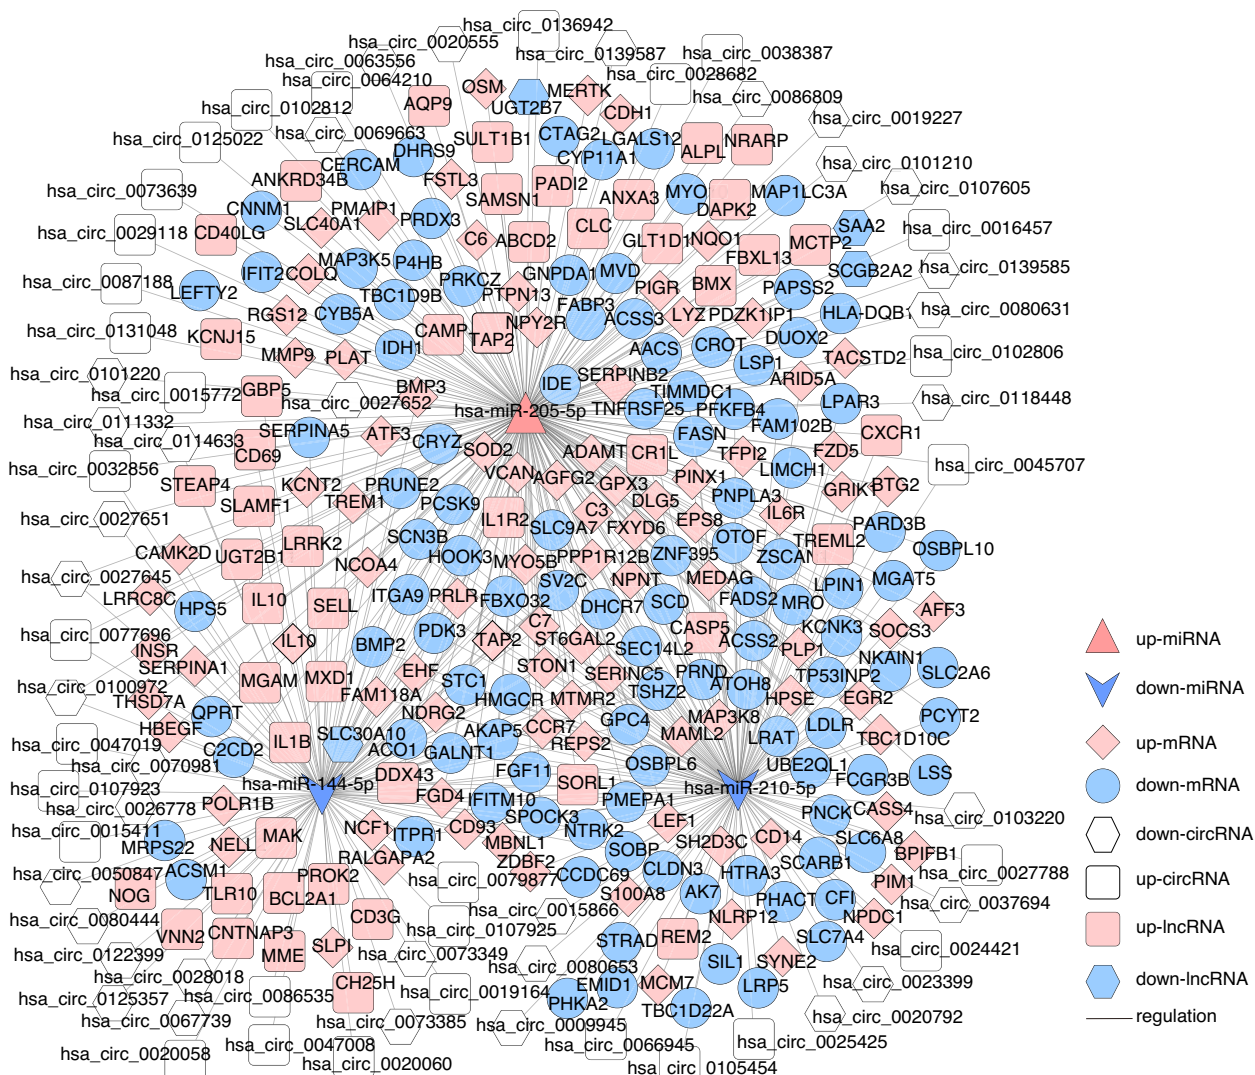 hsa_circ_0136942
hsa_circ_0020555
hsa_circ_0139587
hsa_circ_0038387
hsa_circ_0063556
hsa_circ_0028682
hsa_circ_0064210
OSM
MERTK
hsa_circ_0102812
AQP9
UGT2B7
CDH1
hsa_circ_0086809
hsa_circ_0019227
hsa_circ_0125022
hsa_circ_0069663
SULT1B1
CTAG2
LGALS12
ALPL
NRARP
DHRS9
CYP11A1
hsa_circ_0101210
CERCAM
ANKRD34B
FSTL3
PADI2
hsa_circ_0107605
hsa_circ_0073639
SAMSN1
ANXA3
MYO
MAP1LC3A
CNNM1
PMAIP1
DAPK2
SLC40A1
PRDX3
CLC
SAA2
hsa_circ_0016457
hsa_circ_0029118
CD40LG
C6
ABCD2
GLT1D1
NQO1
MCTP2
FBXL13
MAP3K5
P4HB
IFIT2
COLQ
GNPDA1
MVD
SCGB2A2
hsa_circ_0139585
hsa_circ_0087188
LEFTY2
TBC1D9B
PRKCZ
PTPN13
PIGR
BMX
PAPSS2
RGS12
CYB5A
FABP3
ACSS3
LYZ
PDZK1IP1
HLA-DQB1
hsa_circ_0080631
hsa_circ_0131048
KCNJ15
CAMP
TAP2
NPY2R
DUOX2
MMP9
PLAT
IDH1
AACS
CROT
LSP1
TACSTD2
hsa_circ_0102806
hsa_circ_0101220
GBP5
BMP3
IDE
SERPINB2
ARID5A
hsa_circ_0015772
hsa_circ_0027652
TIMMDC1
hsa-miR-205-5p
TNFRSF25
PFKFB4
LPAR3
hsa_circ_0118448
hsa_circ_0111332
SERPINA5
ATF3
FAM102B
hsa_circ_0114633
CD69
CRYZ
SOD2
ADAMT
CR1L
FASN
TFPI2
FZD5
CXCR1
hsa_circ_0032856
VCAN
AGFG2
GPX3
PINX1
LIMCH1
hsa_circ_0045707
STEAP4
KCNT2
PRUNE2
DLG5
PNPLA3
GRIK1
BTG2
SLAMF1
TREM1
PCSK9
IL1R2
C3
IL6R
hsa_circ_0027651
SLC9A7
FXYD6
EPS8
PARD3B
SCN3B
OTOF
TREML2
CAMK2D
LRRK2
HOOK3
PPP1R12B
ZNF395
ZSCAN
OSBPL10
UGT2B1
NCOA4
MYO5B
hsa_circ_0027645
SV2C
NPNT
MEDAG
LPIN1
MGAT5
LRRC8C
IL10
SELL
ITGA9
PRLR
FBXO32
DHCR7
SCD
FADS2
MRO
AFF3
HPS5
C7
CASP5
KCNK3
SOCS3
hsa_circ_0077696
IL10
BMP2
PDK3
TAP2
ST6GAL2
SEC14L2
ACSS2
PLP1
INSR
NKAIN1
SERPINA1
STON1
SERINC5
PRND
TP53INP2
SLC2A6
hsa_circ_0100972
MGAM
MXD1
EHF
STC1
TSHZ2
ATOH8
THSD7A
FAM118A
HMGCR
MTMR2
HPSE
EGR2
QPRT
NDRG2
MAP3K8
PCYT2
HBEGF
IL1B
SLC30A10
AKAP5
CCR7
GPC4
LDLR
hsa_circ_0047019
C2CD2
ACO1
GALNT1
REPS2
MAML2
LRAT
TBC1D10C
hsa_circ_0070981
hsa-miR-144-5p
DDX43
FGF11
OSBPL6
UBE2QL1
FCGR3B
LSS
hsa_circ_0107923
SORL1
hsa-miR-210-5p
hsa_circ_0026778
POLR1B
FGD4
IFITM10
PMEPA1
PNCK
CASS4
hsa_circ_0015411
NCF1
CD93
SPOCK3
LEF1
hsa_circ_0103220
MRPS22
NELL
MAK
ITPR1
MBNL1
NTRK2
SH2D3C
CD14
SLC6A8
RALGAPA2
ZDBF2
SOBP
SCARB1
BPIFB1
hsa_circ_0050847
ACSM1
PROK2
hsa_circ_0079877
CCDC69
CLDN3
HTRA3
PIM1
hsa_circ_0027788
NOG
TLR10
BCL2A1
S100A8
AK7
PHACT
CFI
hsa_circ_0037694
hsa_circ_0080444
CD3G
hsa_circ_0015866
NLRP12
NPDC1
VNN2
CNTNAP3
hsa_circ_0107925
STRAD
REM2
SLC7A4
hsa_circ_0024421
hsa_circ_0122399
MME
SLPI
hsa_circ_0073349
SIL1
SYNE2
hsa_circ_0028018
hsa_circ_0080653
hsa_circ_0023399
hsa_circ_0125357
hsa_circ_0086535
CH25H
hsa_circ_0019164
PHKA2
EMID1
MCM7
LRP5
hsa_circ_0067739
hsa_circ_0073385
hsa_circ_0009945
TBC1D22A
hsa_circ_0020792
hsa_circ_0020058
hsa_circ_0047008
hsa_circ_0066945
hsa_circ_0025425
hsa_circ_0020060
hsa_circ_0105454
up-miRNA
down-miRNA
up-mRNA
down-mRNA
down-circRNA
up-circRNA
up-lncRNA
down-lncRNA
regulation